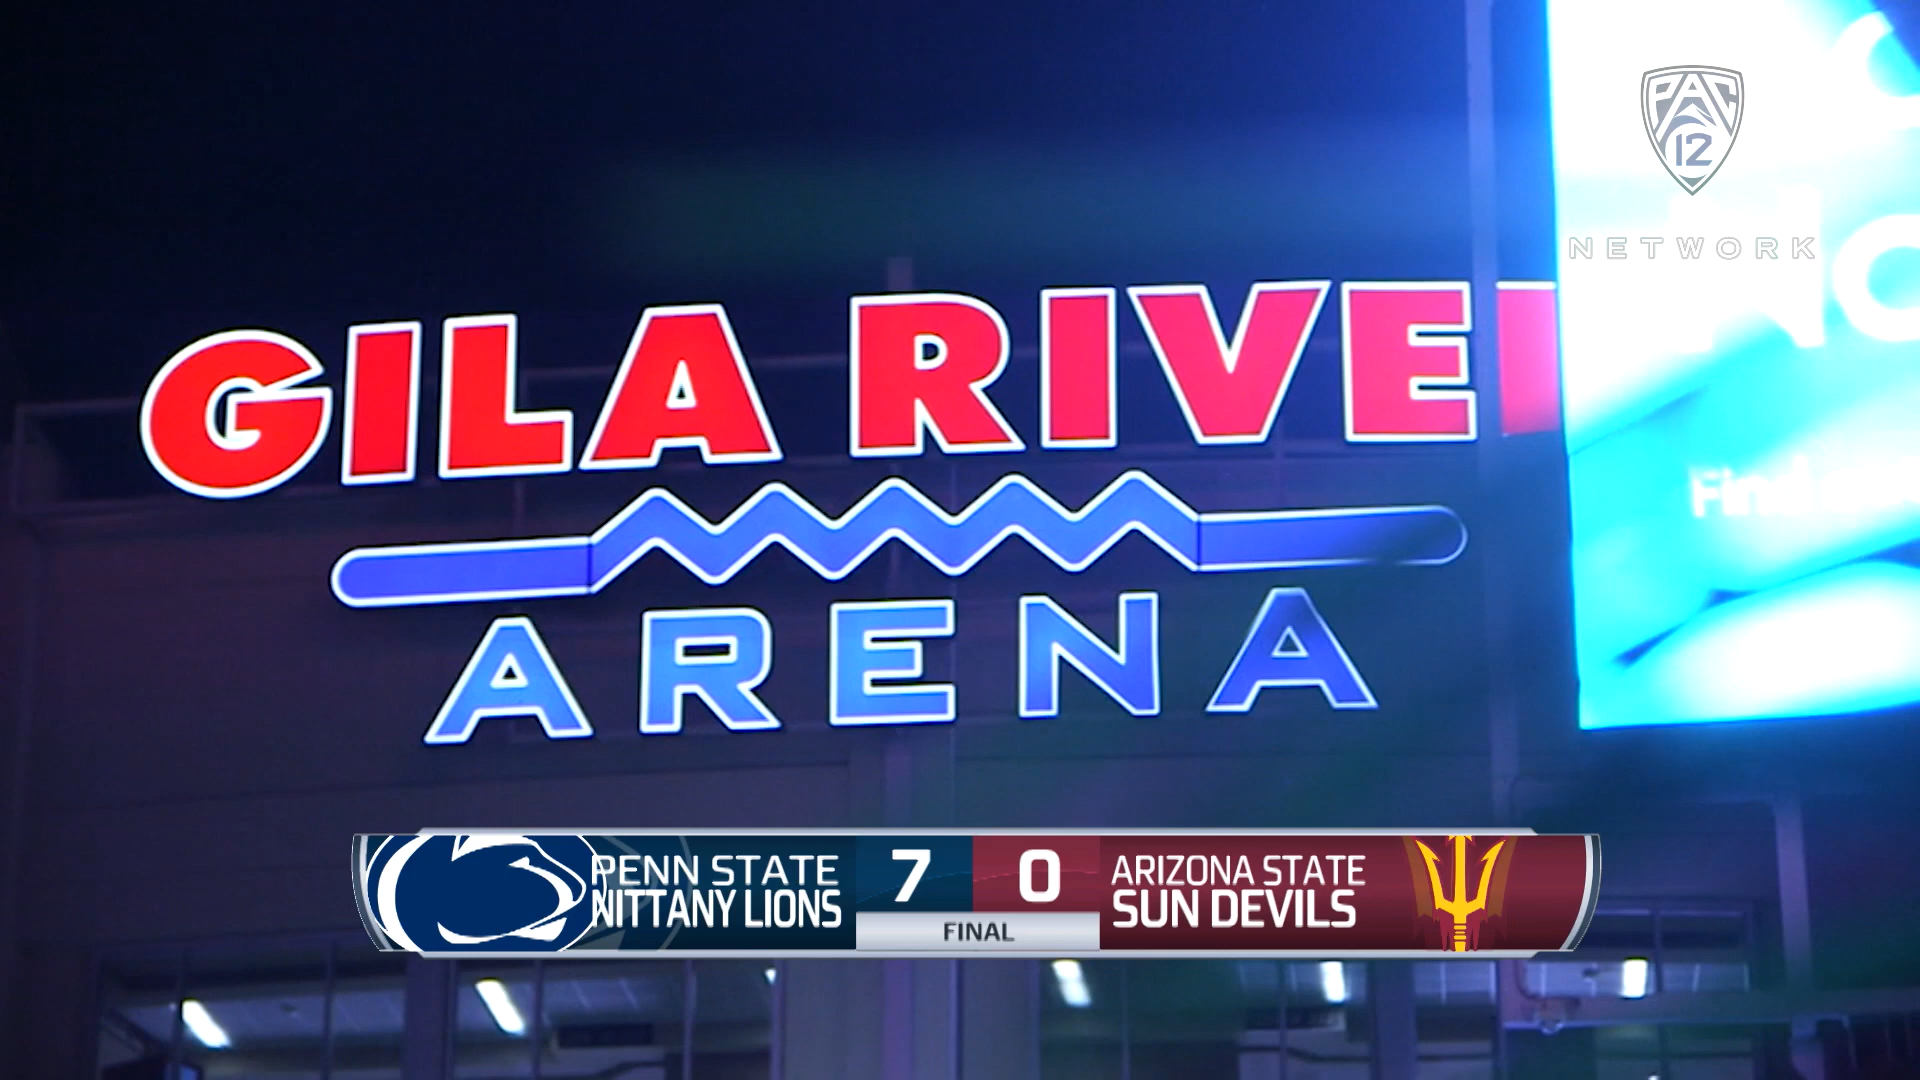 PAC
12
NETWORK
GILA RIVE
ARENA
PENN STATE
NITTANY LIONS
7
0
ARIZONA STATE
SUN DEVILS
FINAL